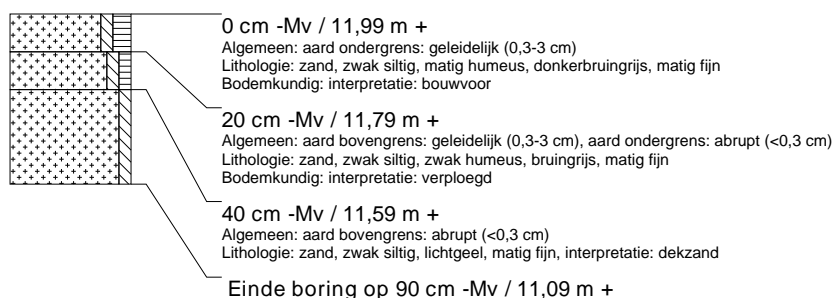 0 cm -Mv / 11,99 m +
Algemeen: aard ondergrens: geleidelijk (0,3-3 cm)
Lithologie: zand, zwak siltig, matig humeus, donkerbruingrijs, matig fijn
Bodemkundig: interpretatie: bouwvoor
20 cm -Mv / 11,79 m +
Algemeen: aard bovengrens: geleidelijk (0,3-3 cm), aard ondergrens: abrupt (<0,3 cm)
Lithologie: zand, zwak siltig, zwak humeus, bruingrijs, matig fijn
Bodemkundig: interpretatie: verploegd
40 cm -Mv / 11,59 m +
Algemeen: aard bovengrens: abrupt (<0,3 cm)
Lithologie: zand, zwak siltig, lichtgeel, matig fijn, interpretatie: dekzand
Einde boring op 90 cm -Mv / 11,09 m +